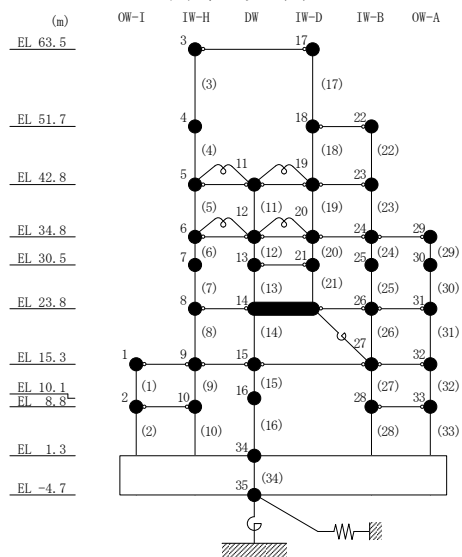 (m) OW-I IW-H DW IW-D IW-B OW-A
EL 63.5 3 17
(3) (17)
EL 51.7 4 18 22
(4) (18) (22)
11 19
EL 42.8 5 23
(5) (11) (19) (23)
12 20
EL 34.8 6 24 29
(6) (12) (20) (24) (29)
EL 30.5 7 13 21 25 30
(7) (13) (21) (25) (30)
EL 23.8 8 14 26 31
(8) (14) (26) (31)
27
EL 15.3 1 9 15 32
(1) (9) (15) (27) (32)
EL 10.1 16
EL 8.8 2 10 28 33
(2) (10) (16) (28) (33)
EL 1.3 34
(34)
EL -4.7 35